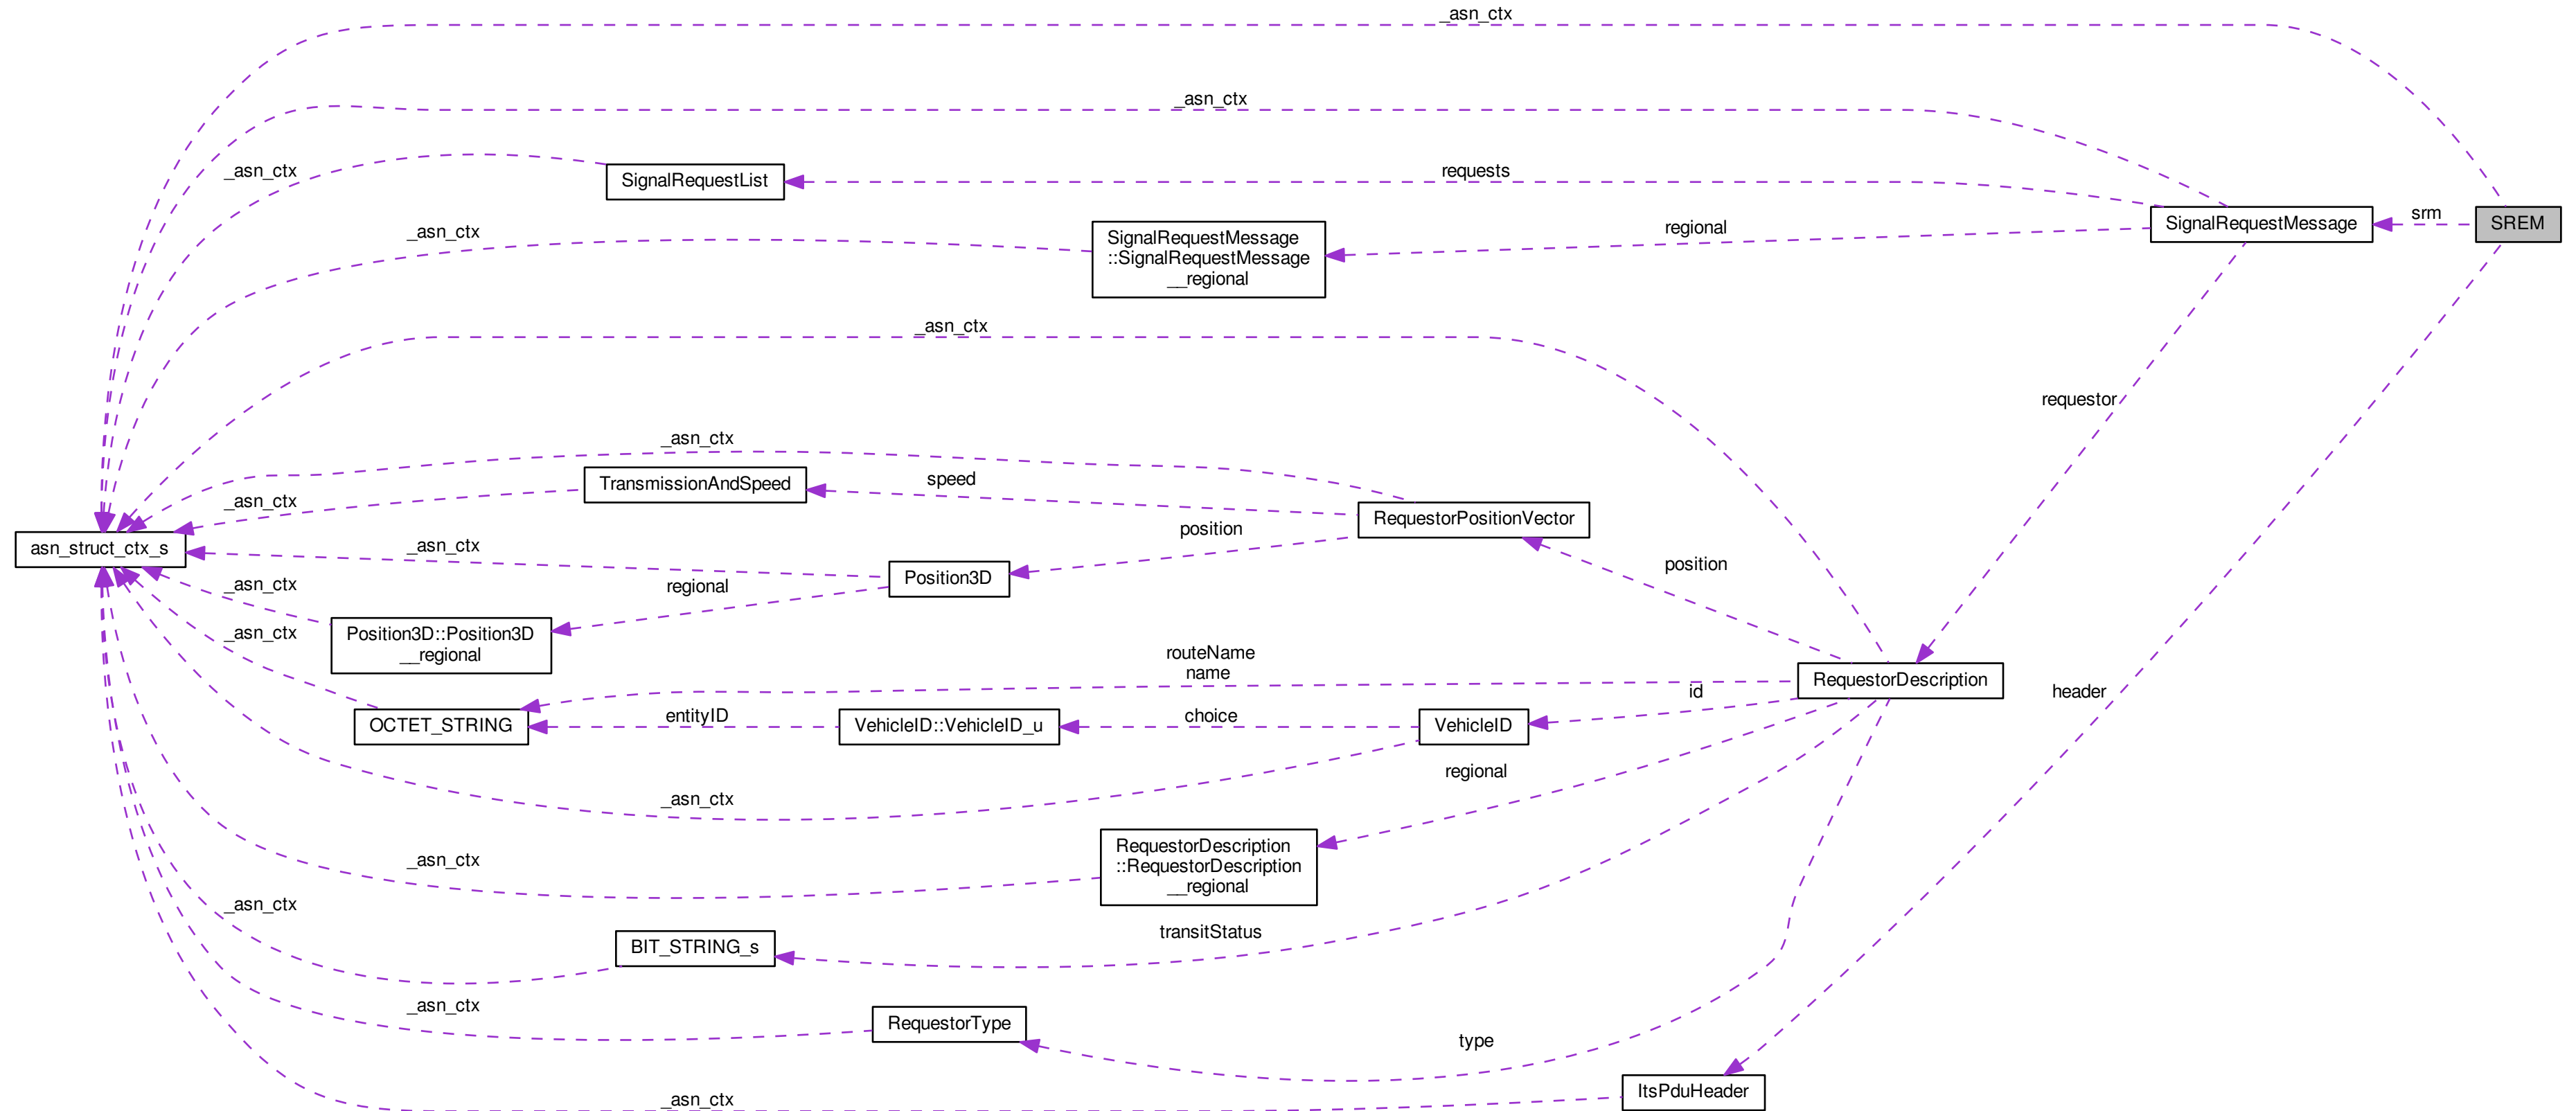 _asn_ctx
_asn_ctx
_asn_ctx
SignalRequestList
requests
SignalRequestMessage
srm
SREM
_asn_ctx
SignalRequestMessage
::SignalRequestMessage
__regional
regional
_asn_ctx
requestor
_asn_ctx
TransmissionAndSpeed
speed
_asn_ctx
RequestorPositionVector
position
asn_struct_ctx_s
_asn_ctx
Position3D
position
_asn_ctx
regional
Position3D::Position3D
__regional
_asn_ctx
routeName
name
RequestorDescription
header
id
OCTET_STRING
entityID
VehicleID::VehicleID_u
choice
VehicleID
regional
_asn_ctx
_asn_ctx
RequestorDescription
::RequestorDescription
__regional
_asn_ctx
BIT_STRING_s
transitStatus
_asn_ctx
RequestorType
type
ItsPduHeader
_asn_ctx